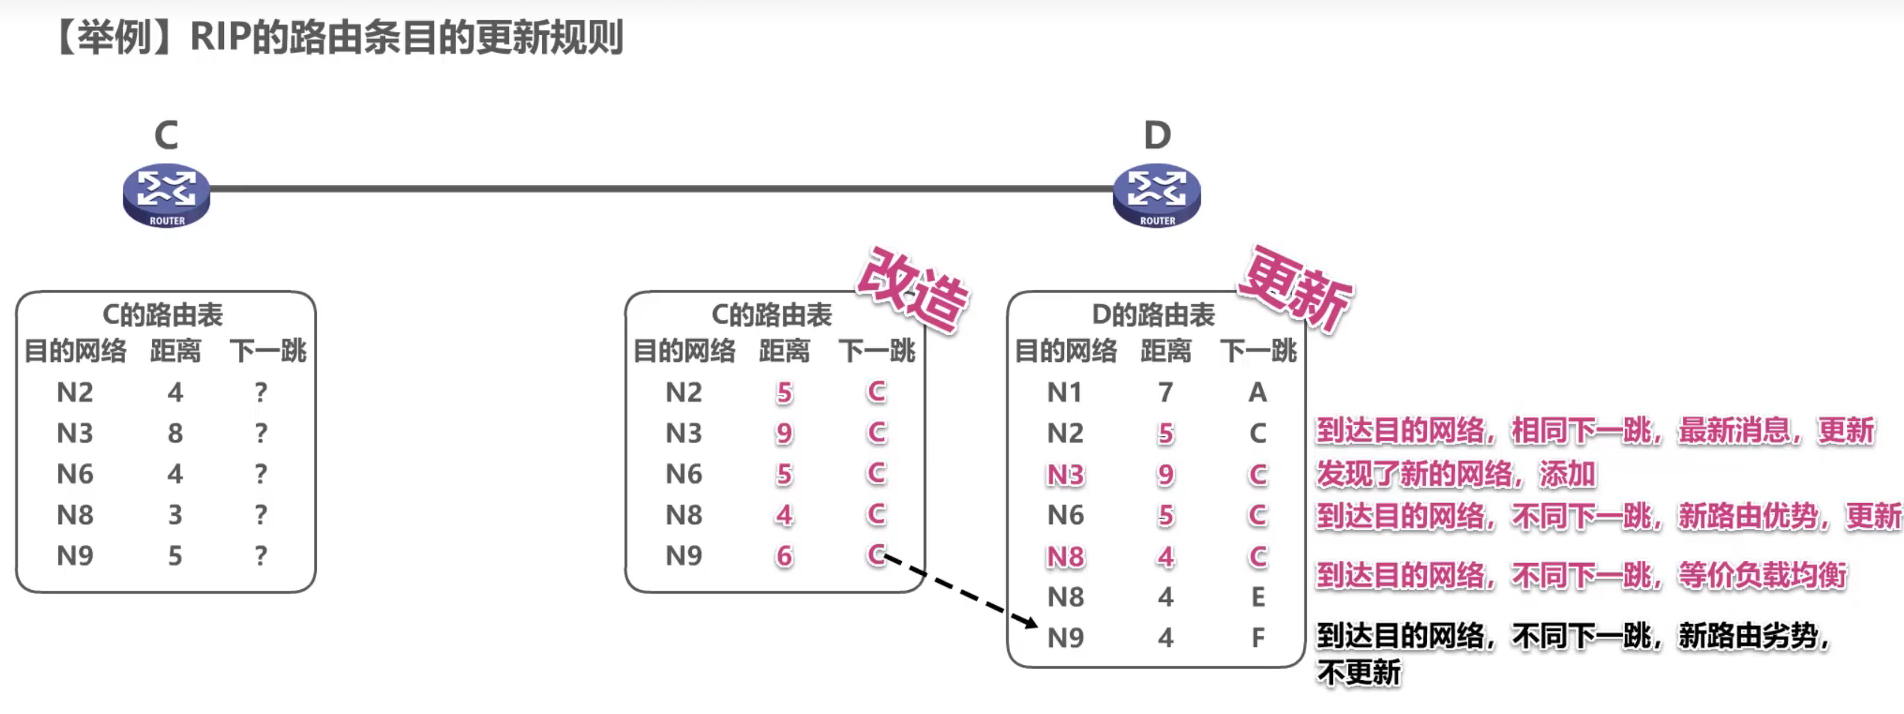 【举例】RIP的路由条目的更新规则
C
D
ROUTER
ROUTER
改造
更新
C的路由表
目的网络 距离 下一跳
N2 4 ?
N3 8 ?
N6 4 ?
N8 3 ?
N9 5 ?
C的路由表
目的网络 距离 下一跳
N2 5 C
N3 9 C
N6 5 C
N8 4 C
N9 6 C
D的路由表
目的网络 距离 下一跳
N1 7 A
N2 5 C
N3 9 C
N6 5 C
N8 4 C
N8 4 E
N9 4 F
到达目的网络，相同下一跳，最新消息，更新
发现了新的网络，添加
到达目的网络，不同下一跳，新路由优势，更新
到达目的网络，不同下一跳，等价负载均衡
到达目的网络，不同下一跳，新路由劣势，
不更新